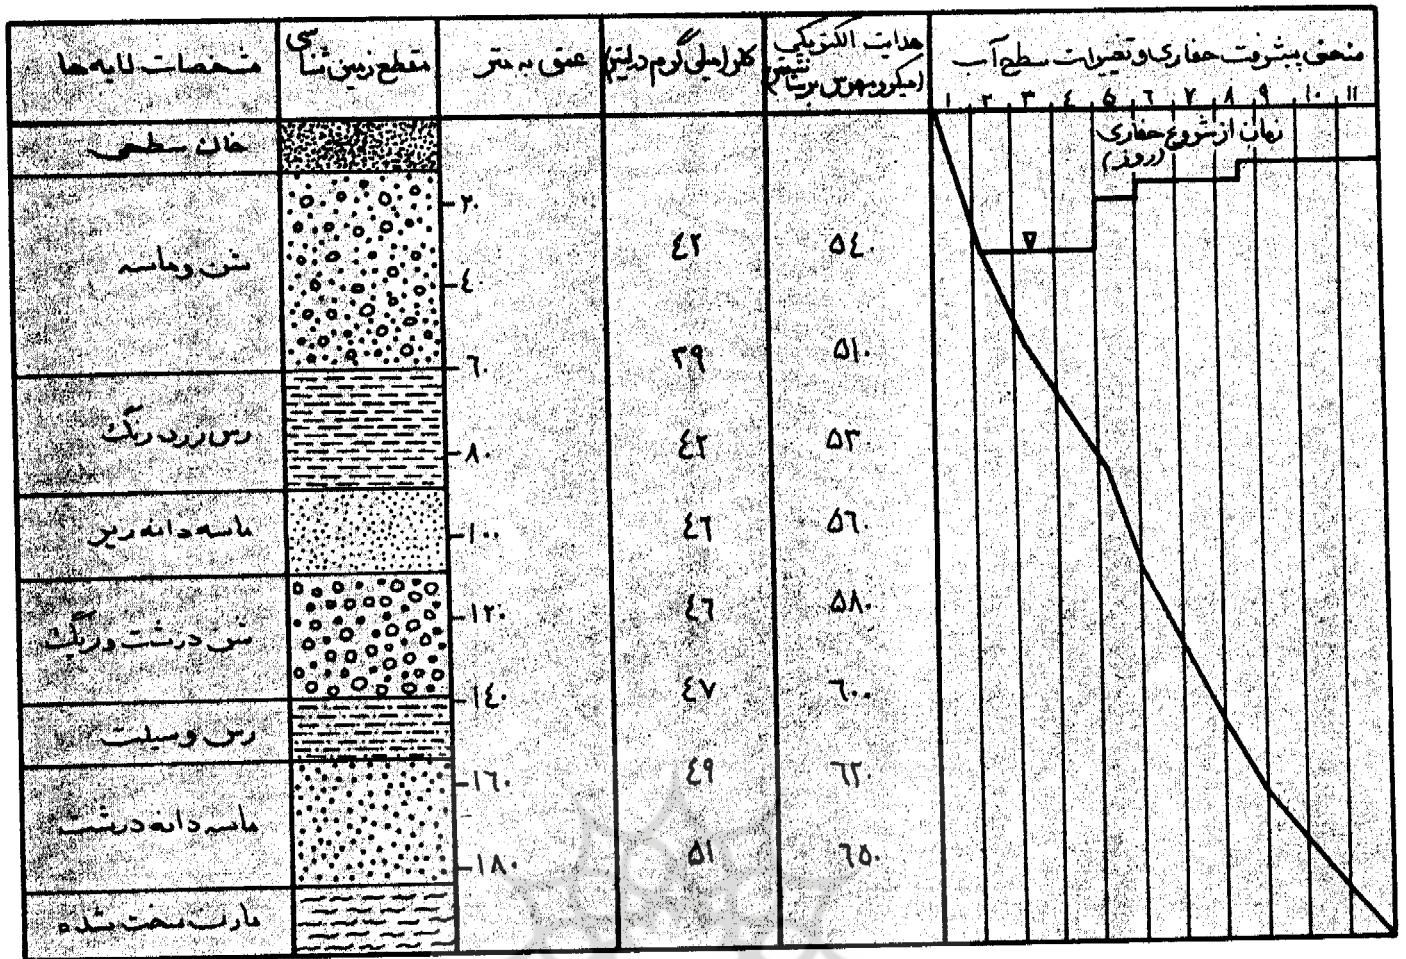 منحنی پیشرفت حفاری و تغییرات سطح آب
۱ ۲ ۳ ۴ ۵ ۶ ۷ ۸ ۹ ۱۰ ۱۱
زمان از شروع حفاری
(روز)
هدایت الکتریکی
(میکروموس بر سانتیمتر)
کلر (میلی گرم در لیتر)
عمق به متر
مقطع زمین شناسی
مشخصات لایه ها
خاک سطحی
۲۰
شن و ماسه
۴۲
۵۴۰
۴۰
۳۹
۵۱۰
۶۰
رس زرد رنگ
۴۲
۵۳۰
۸۰
ماسه دانه ریز
۴۶
۵۶۰
۱۰۰
۴۶
۵۸۰
۱۲۰
شن درشت و ریگ
۴۷
۶۰۰
۱۴۰
رس و سیلت
۴۹
۶۲۰
۱۶۰
ماسه دانه درشت
۵۱
۶۵۰
۱۸۰
مارن سخت شده